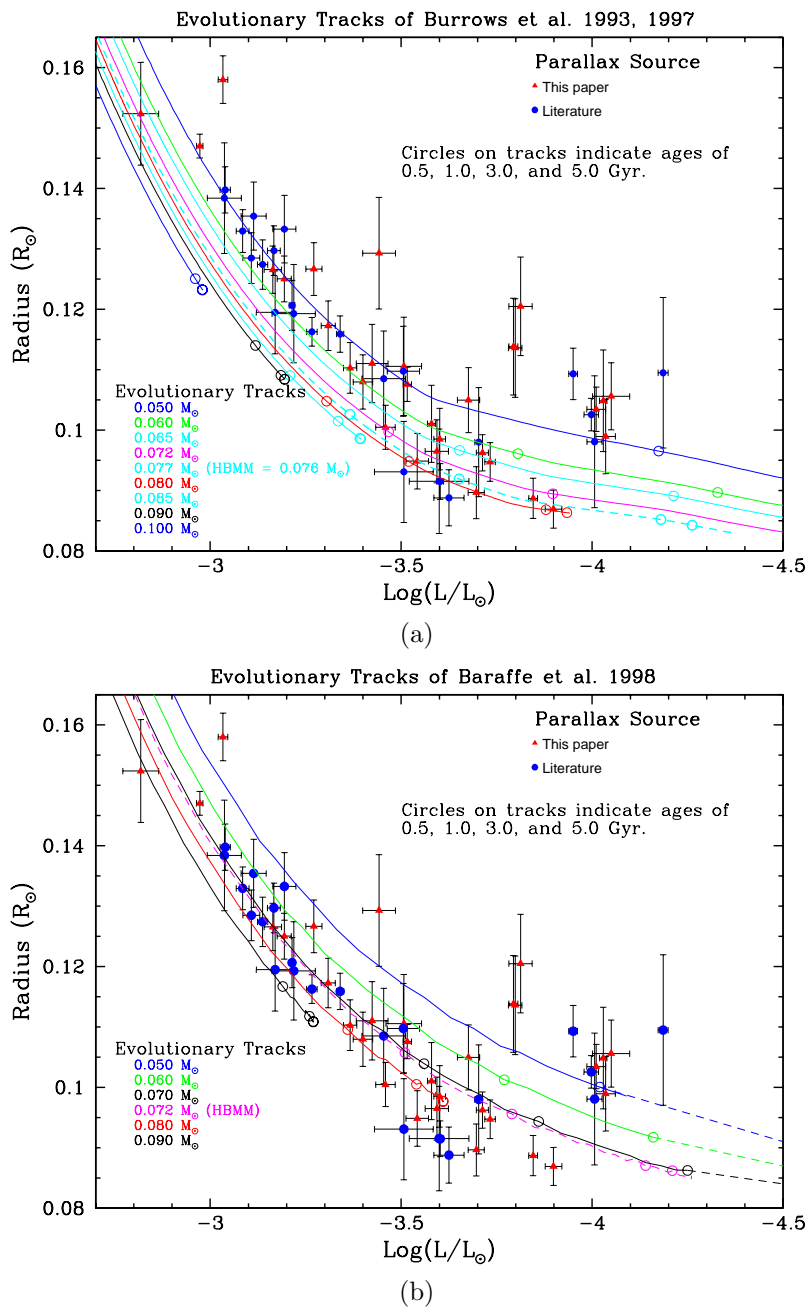 Evolutionary Tracks of Burrows et al. 1993, 1997
0.16
Parallax Source
This paper
Literature
Circles on tracks indicate ages of
0.5, 1.0, 3.0, and 5.0 Gyr.
0.14
Radius (R⊙)
0.12
Evolutionary Tracks
0.050 M⊙
0.060 M⊙
0.065 M⊙
0.072 M⊙
0.077 M⊙ (HBMM = 0.076 M⊙)
0.080 M⊙
0.085 M⊙
0.090 M⊙
0.100 M⊙
0.1
0.08
−3 −3.5 −4 −4.5
Log(L/L⊙)
(a)
Evolutionary Tracks of Baraffe et al. 1998
0.16
Parallax Source
This paper
Literature
Circles on tracks indicate ages of
0.5, 1.0, 3.0, and 5.0 Gyr.
0.14
Radius (R⊙)
0.12
Evolutionary Tracks
0.050 M⊙
0.060 M⊙
0.070 M⊙
0.072 M⊙ (HBMM)
0.080 M⊙
0.090 M⊙
0.1
0.08
−3 −3.5 −4 −4.5
Log(L/L⊙)
(b)